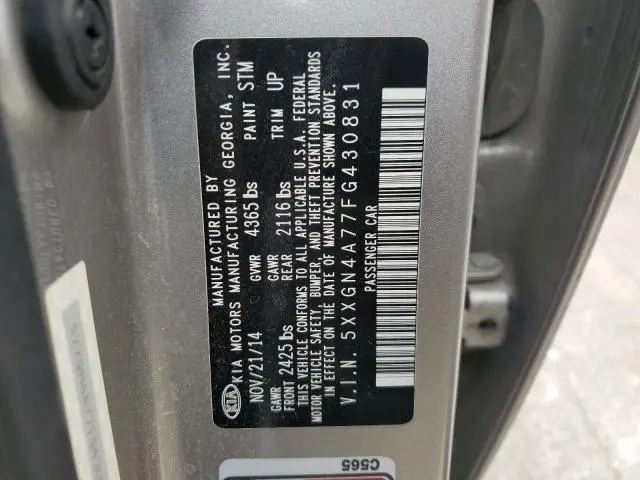 MANUFACTURED BY
KIA KIA MOTORS MANUFACTURING GEORGIA, INC.
NOV/21/14 GVWR 4365 lbs PAINT STM
GAWR FRONT 2425 lbs GAWR REAR 2116 lbs TRIM UP
THIS VEHICLE CONFORMS TO ALL APPLICABLE U.S.A. FEDERAL
MOTOR VEHICLE SAFETY, BUMPER, AND THEFT PREVENTION STANDARDS
IN EFFECT ON THE DATE OF MANUFACTURE SHOWN ABOVE.
V.I.N. 5XXGN4A77FG430831
PASSENGER CAR
C565